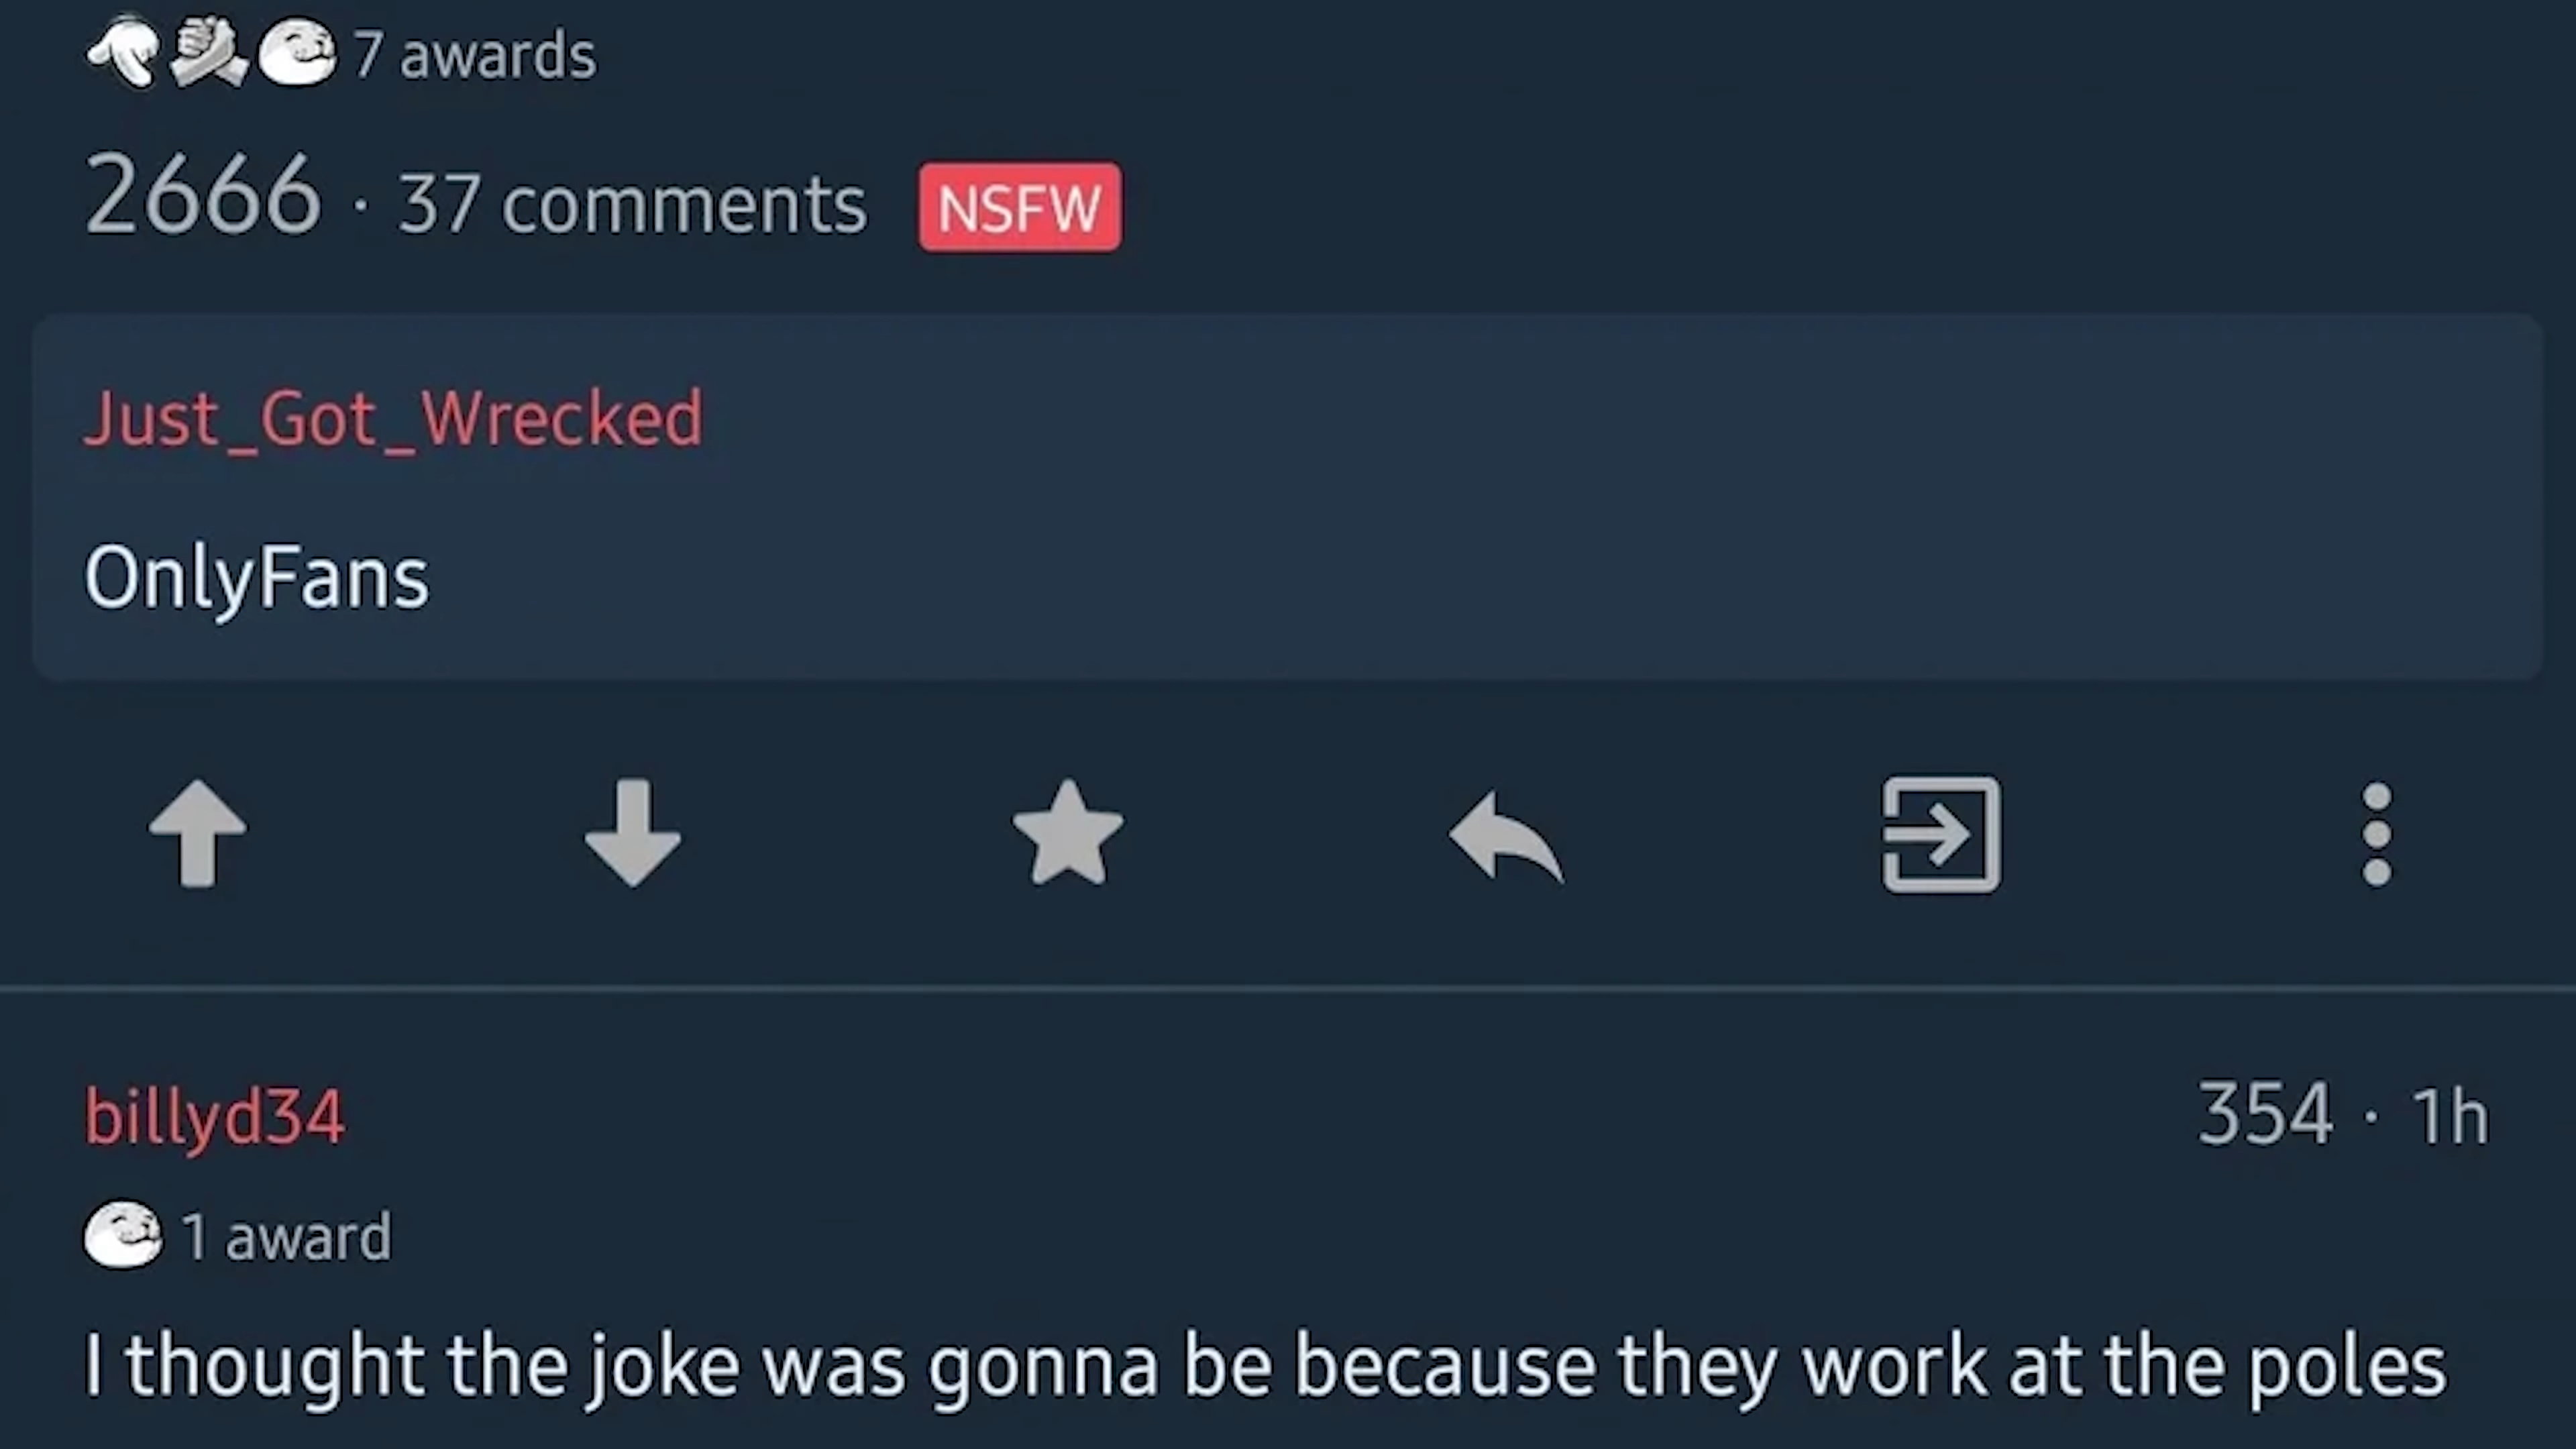 7 awards
2666 · 37 comments NSFW
Just_Got_Wrecked
OnlyFans
billyd34 354 · 1h
1 award
I thought the joke was gonna be because they work at the poles